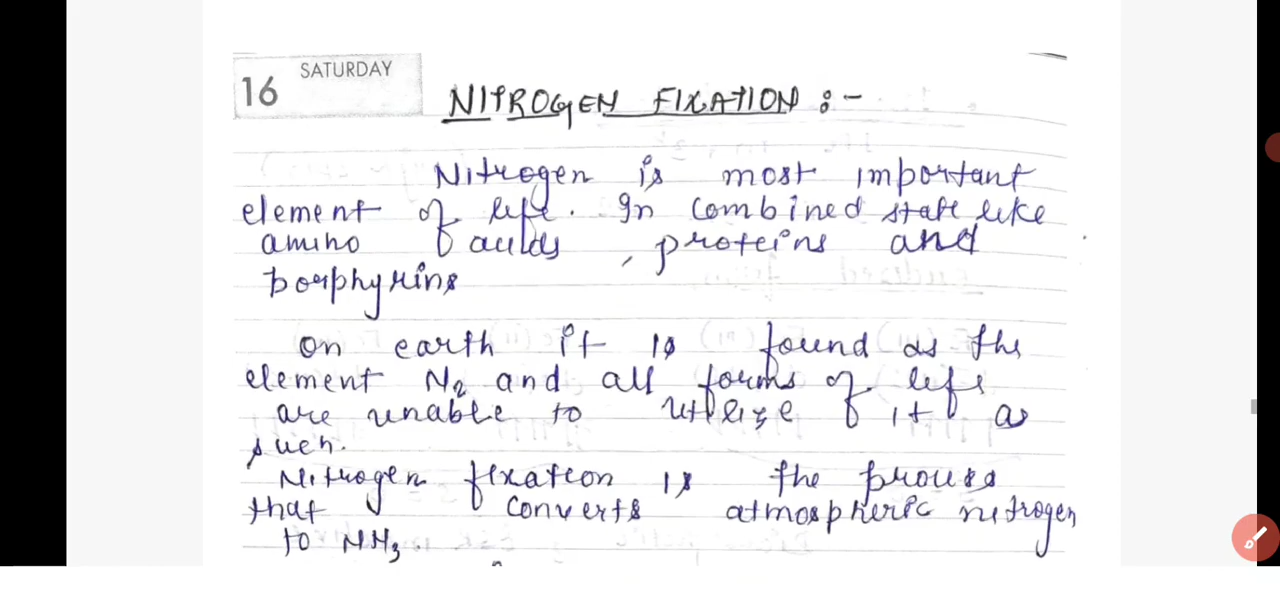 SATURDAY
16
NITROGEN FIXATION :-
Nitrogen is most important
element of life. In combined state like
amino acids, proteins and
porphyrins
on earth it is found as the
element N2 and all forms of life
are unable to utilize it as
such.
Nitrogen fixation is the process
that converts atmospheric nitrogen
to NH3.